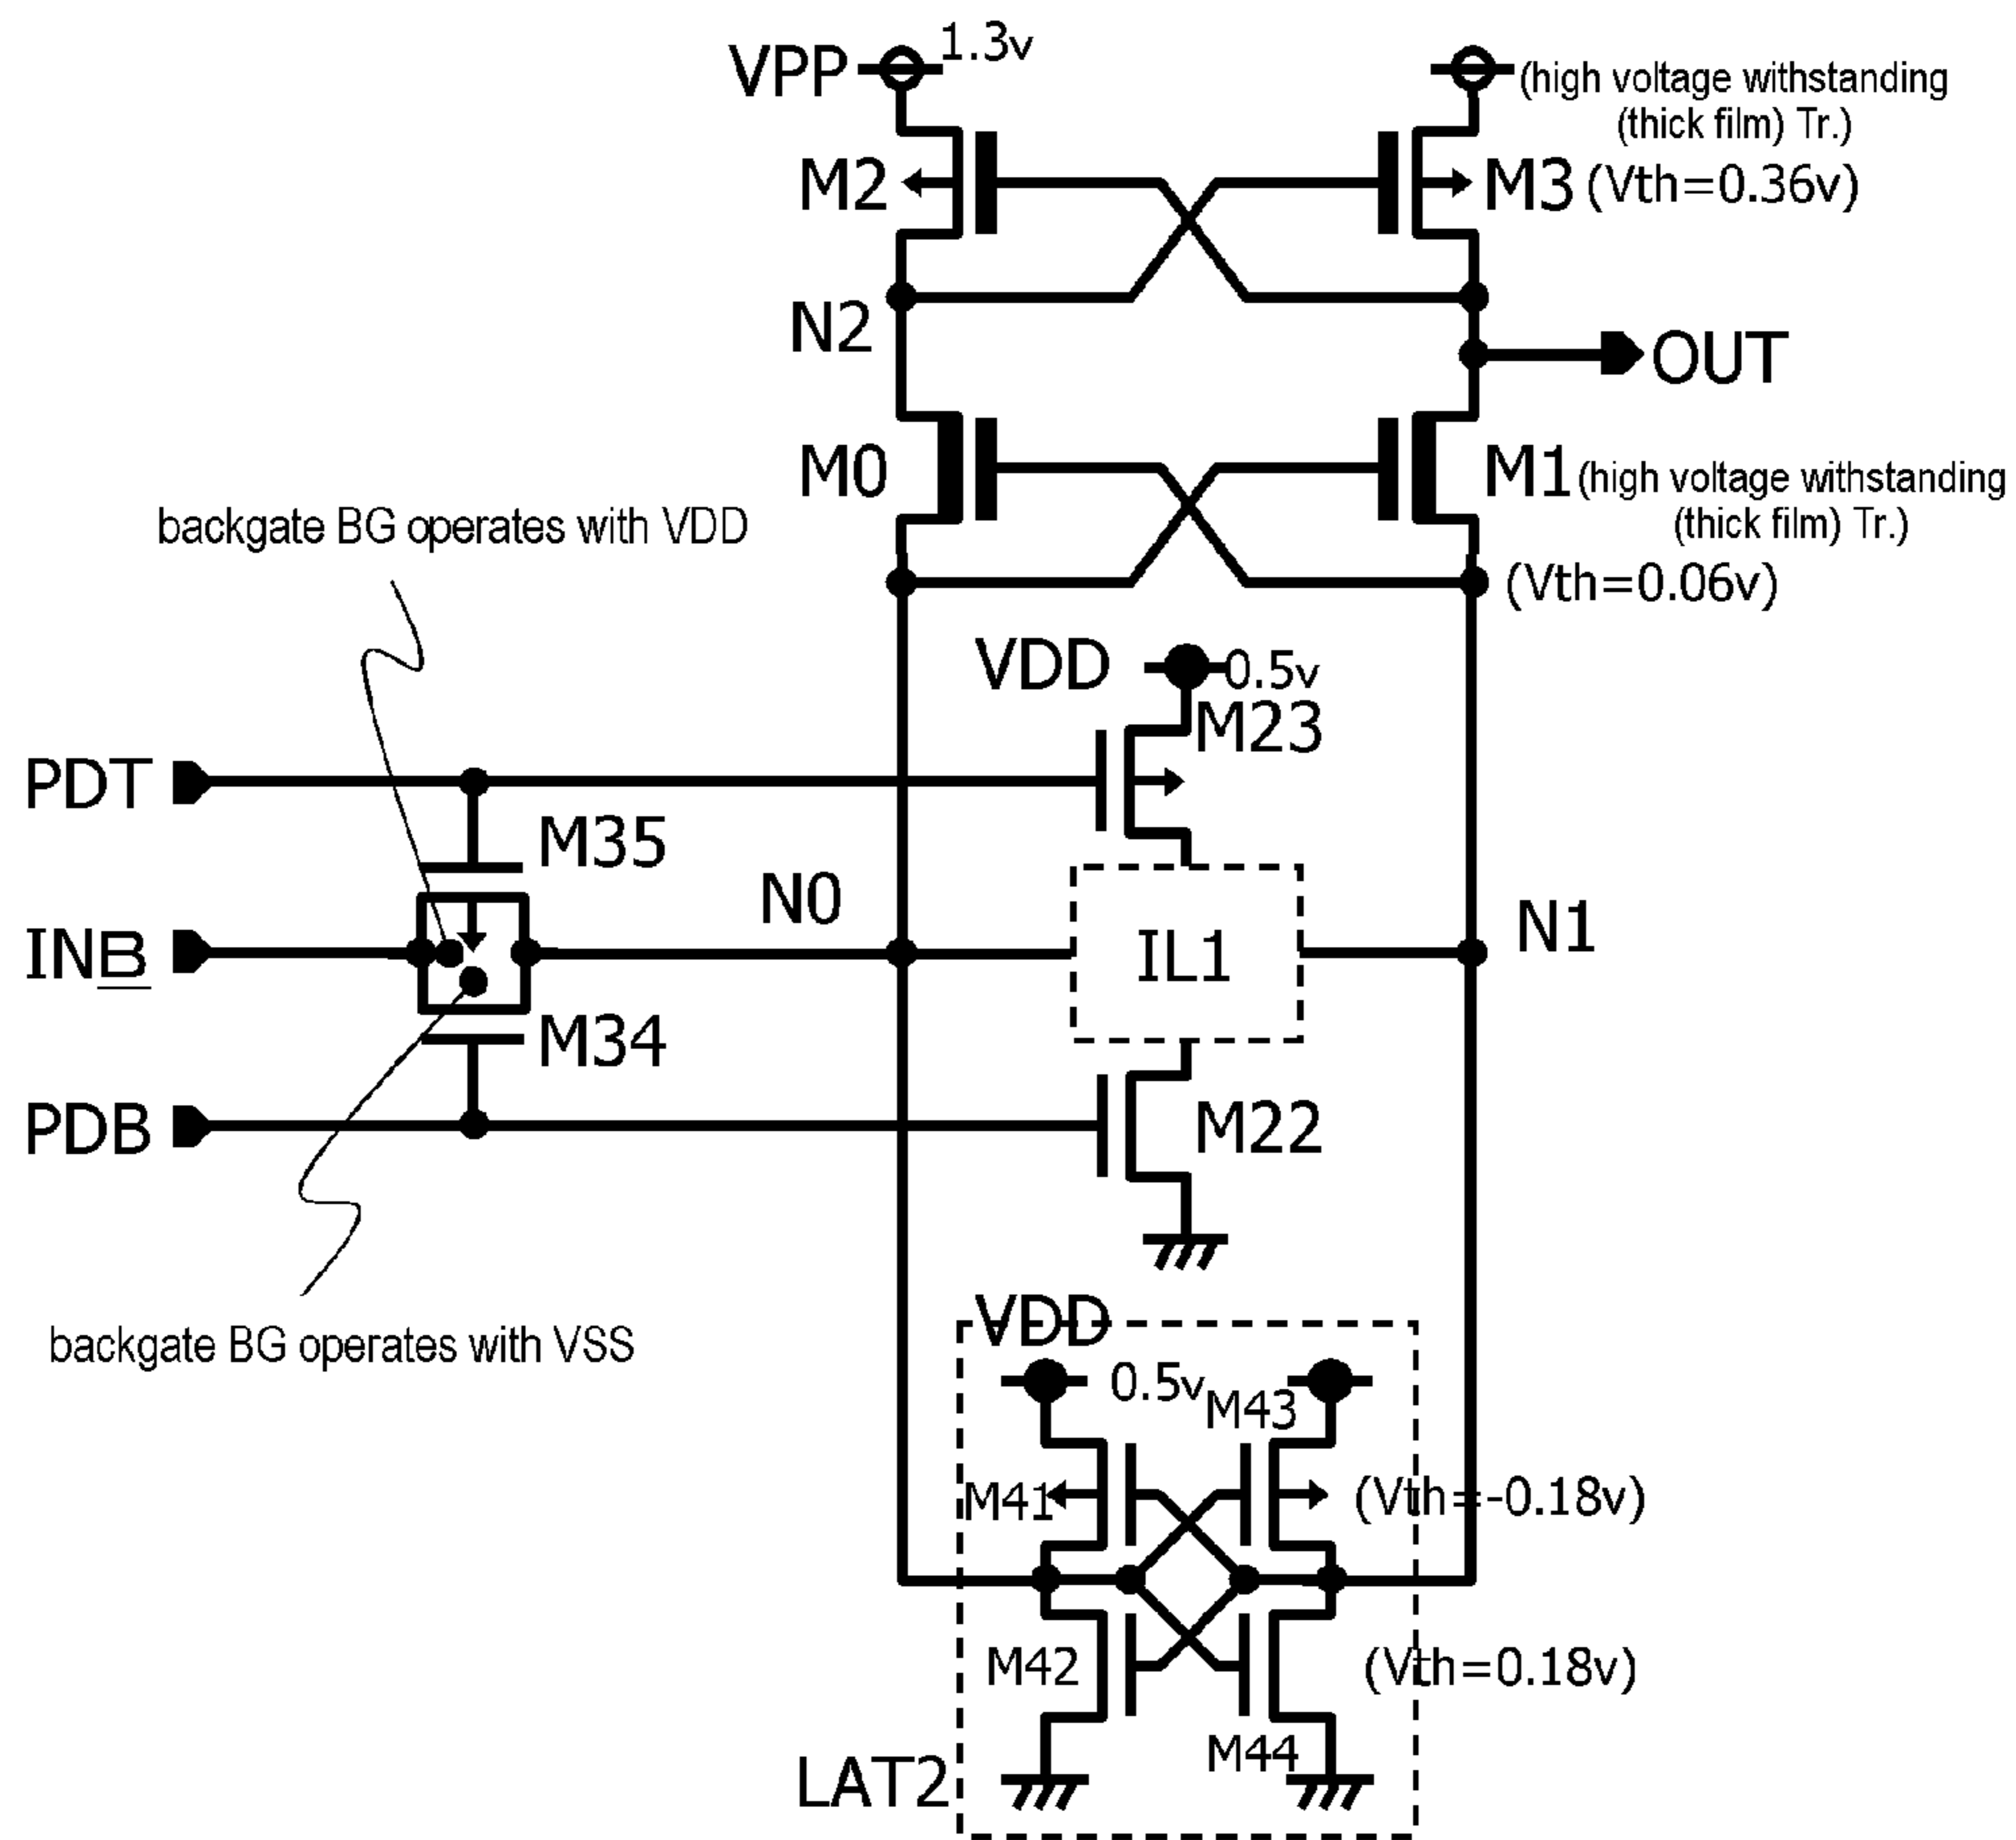 VPP 1.3v
(high voltage withstanding
(thick film) Tr.)
M2
M3 (Vth=0.36v)
N2
OUT
M0
M1 (high voltage withstanding
(thick film) Tr.)
backgate BG operates with VDD
(Vth=0.06v)
VDD 0.5v
M23
PDT
M35
N0
N1
INB
IL1
M34
PDB
M22
backgate BG operates with VSS
VDD
0.5v
M43
M41
(Vth=-0.18v)
M42
(Vth=0.18v)
M44
LAT2